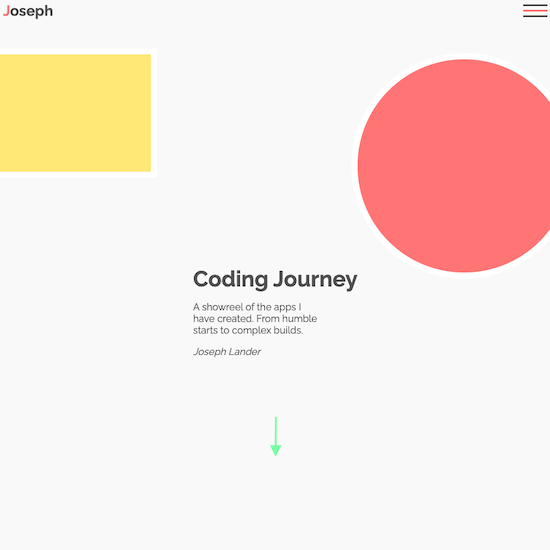 Joseph
Coding Journey
A showreel of the apps I
have created. From humble
starts to complex builds.
Joseph Lander